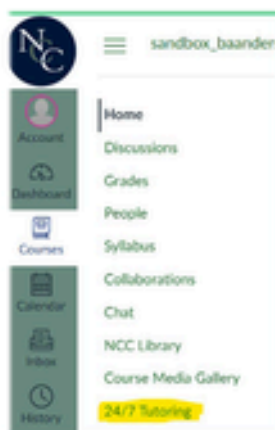 NCC
sandbox_baander
Account
Dashboard
Courses
Calendar
Inbox
History
Home
Discussions
Grades
People
Syllabus
Collaborations
Chat
NCC Library
Course Media Gallery
24/7 Tutoring